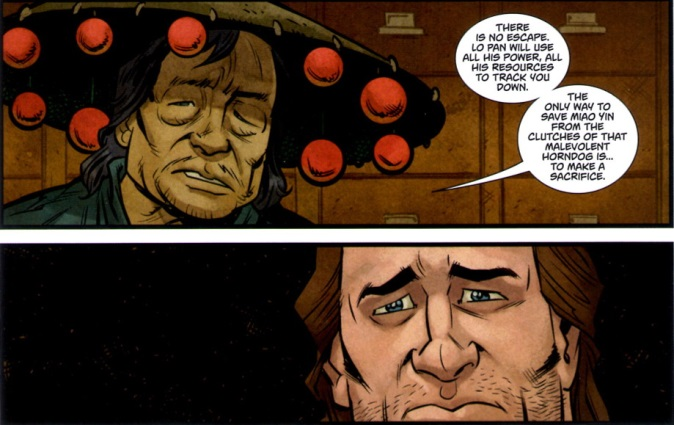 THERE
IS NO ESCAPE.
LO PAN WILL USE
ALL HIS POWER, ALL
HIS RESOURCES
TO TRACK YOU
DOWN.
THE
ONLY WAY TO
SAVE MIAO YIN
FROM THE
CLUTCHES OF THAT
MALEVOLENT
HORNDOG IS...
TO MAKE A
SACRIFICE.